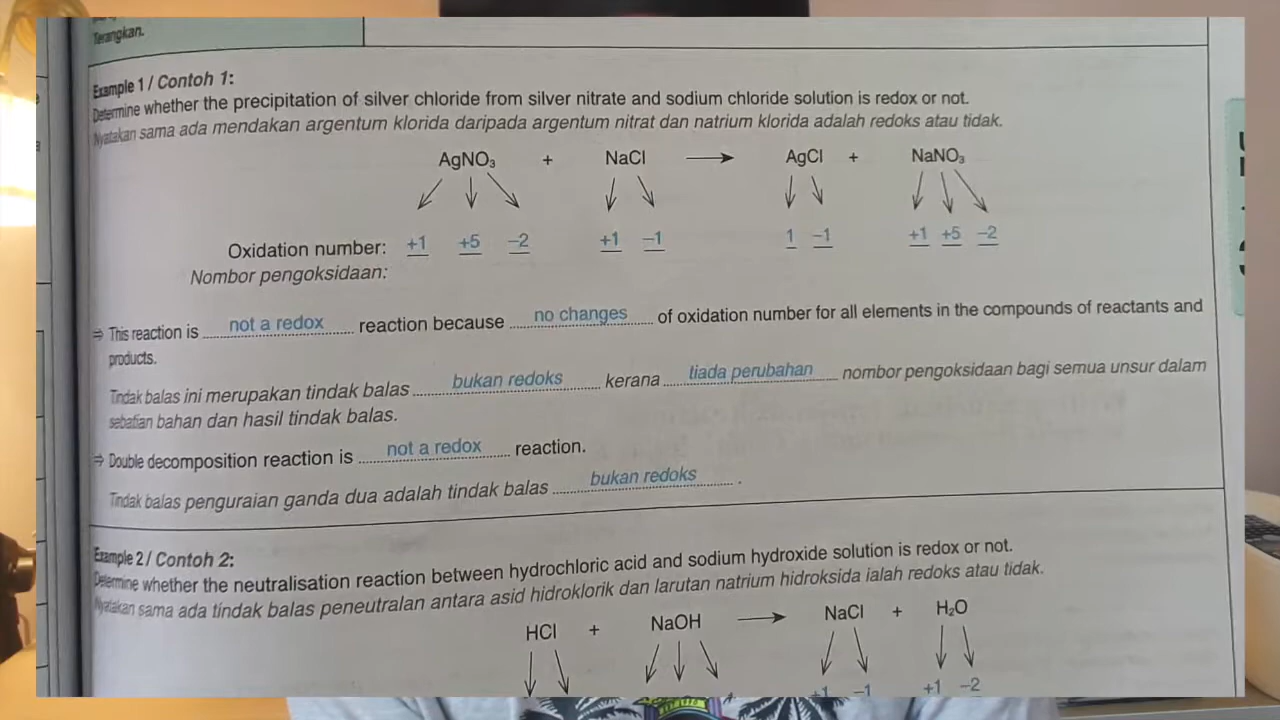 Terangkan.
Example 1 / Contoh 1:
Determine whether the precipitation of silver chloride from silver nitrate and sodium chloride solution is redox or not.
Nyatakan sama ada mendakan argentum klorida daripada argentum nitrat dan natrium klorida adalah redoks atau tidak.
AgNO₃ + NaCl ⟶ AgCl + NaNO₃
Oxidation number: +1 +5 −2 +1 −1 1 −1 +1 +5 −2
Nombor pengoksidaan:
⇒ This reaction is not a redox reaction because no changes of oxidation number for all elements in the compounds of reactants and
products.
Tindak balas ini merupakan tindak balas bukan redoks kerana tiada perubahan nombor pengoksidaan bagi semua unsur dalam
sebatian bahan dan hasil tindak balas.
⇒ Double decomposition reaction is not a redox reaction.
Tindak balas penguraian ganda dua adalah tindak balas bukan redoks.
Example 2 / Contoh 2:
Determine whether the neutralisation reaction between hydrochloric acid and sodium hydroxide solution is redox or not.
Nyatakan sama ada tindak balas peneutralan antara asid hidroklorik dan larutan natrium hidroksida ialah redoks atau tidak.
HCl + NaOH ⟶ NaCl + H₂O
+1 −1 +1 −2